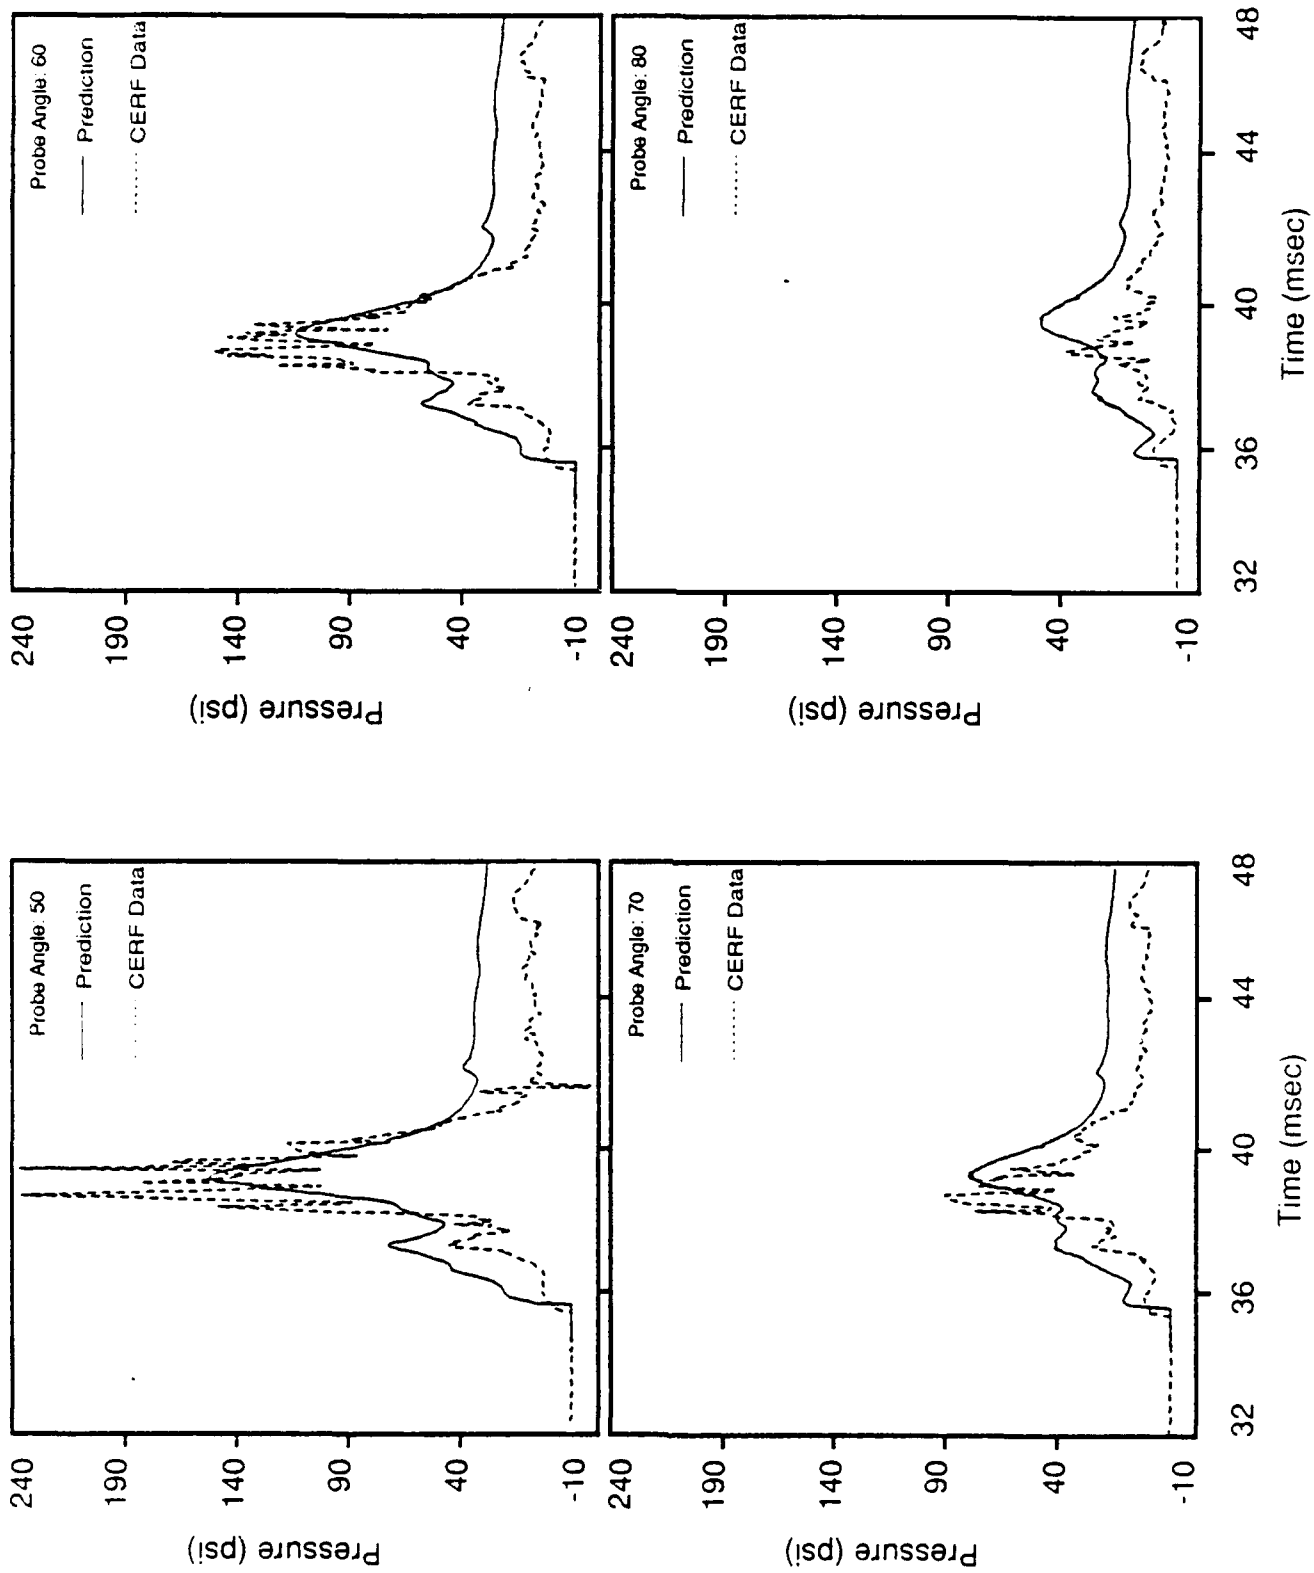 Probe Angle: 50
Prediction
CERF Data
240
190
140
90
40
-10
Pressure (psi)
Probe Angle: 60
Prediction
CERF Data
240
190
140
90
40
-10
Pressure (psi)
Probe Angle: 70
Prediction
CERF Data
240
190
140
90
40
-10
Pressure (psi)
32 36 40 44 48
Time (msec)
Probe Angle: 80
Prediction
CERF Data
240
190
140
90
40
-10
Pressure (psi)
32 36 40 44 48
Time (msec)